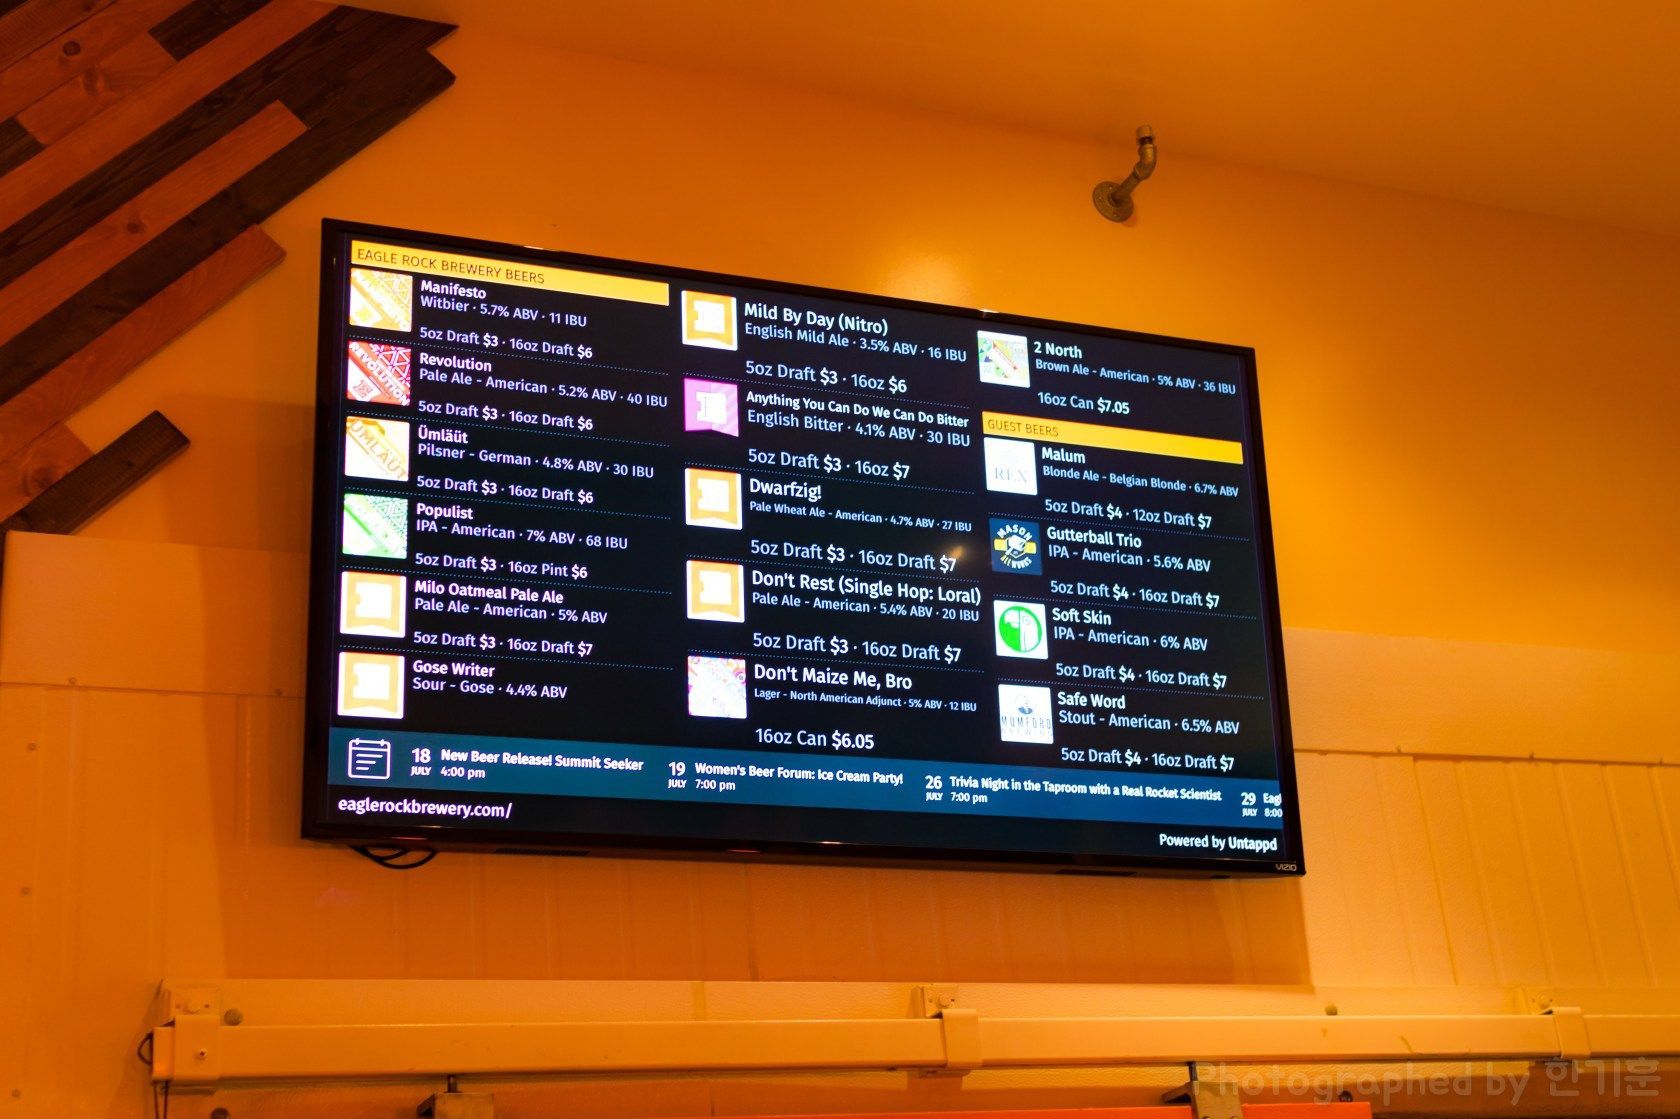 EAGLE ROCK BREWERY BEERS
Manifesto
Witbier · 5.7% ABV · 11 IBU
5oz Draft $3 · 16oz Draft $6
REVOLUTION
Revolution
Pale Ale - American · 5.2% ABV · 40 IBU
5oz Draft $3 · 16oz Draft $6
ÜMLÄUT
Ümläüt
Pilsner - German · 4.8% ABV · 30 IBU
5oz Draft $3 · 16oz Draft $6
Populist
IPA - American · 7% ABV · 68 IBU
5oz Draft $3 · 16oz Pint $6
Milo Oatmeal Pale Ale
Pale Ale - American · 5% ABV
5oz Draft $3 · 16oz Draft $7
Gose Writer
Sour - Gose · 4.4% ABV
Mild By Day (Nitro)
English Mild Ale · 3.5% ABV · 16 IBU
5oz Draft $3 · 16oz $6
Anything You Can Do We Can Do Bitter
English Bitter · 4.1% ABV · 30 IBU
5oz Draft $3 · 16oz $7
Dwarfzig!
Pale Wheat Ale - American · 4.7% ABV · 27 IBU
5oz Draft $3 · 16oz Draft $7
Don't Rest (Single Hop: Loral)
Pale Ale - American · 5.4% ABV · 20 IBU
5oz Draft $3 · 16oz Draft $7
Don't Maize Me, Bro
Lager - North American Adjunct · 5% ABV · 12 IBU
16oz Can $6.05
2 North
Brown Ale - American · 5% ABV · 36 IBU
16oz Can $7.05
GUEST BEERS
REX
Malum
Blonde Ale - Belgian Blonde · 6.7% ABV
5oz Draft $4 · 12oz Draft $7
MASON
ALEWORKS
Gutterball Trio
IPA - American · 5.6% ABV
5oz Draft $4 · 16oz Draft $7
Soft Skin
IPA - American · 6% ABV
5oz Draft $4 · 16oz Draft $7
MUMFORD
BREWING
Safe Word
Stout - American · 6.5% ABV
5oz Draft $4 · 16oz Draft $7
18 JULY New Beer Release! Summit Seeker
4:00 pm
19 JULY Women's Beer Forum: Ice Cream Party!
7:00 pm
26 JULY Trivia Night in the Taproom with a Real Rocket Scientist
7:00 pm
29 JULY Eagl
8:00
eaglerockbrewery.com/
Powered by Untappd
VIZIO
Photographed by 한기훈